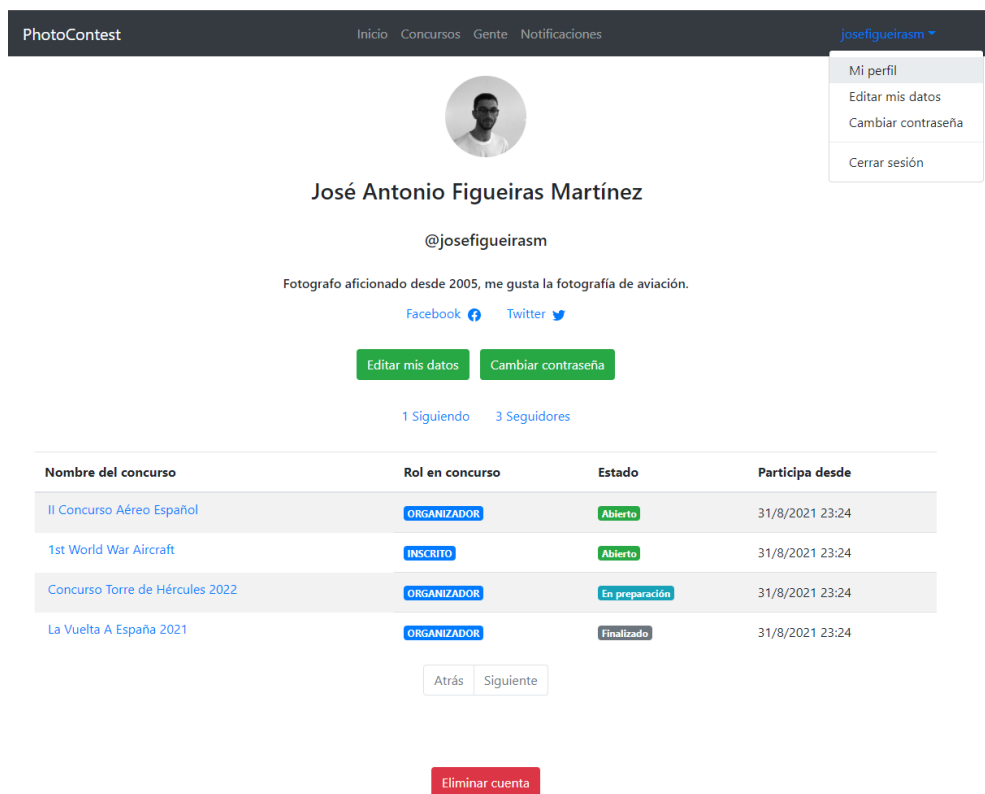 PhotoContest Inicio Concursos Gente Notificaciones josefigueirasm
Mi perfil
Editar mis datos
Cambiar contraseña
Cerrar sesión
José Antonio Figueiras Martínez
@josefigueirasm
Fotografo aficionado desde 2005, me gusta la fotografía de aviación.
Facebook Twitter
Editar mis datos Cambiar contraseña
1 Siguiendo 3 Seguidores
Nombre del concurso Rol en concurso Estado Participa desde
II Concurso Aéreo Español ORGANIZADOR Abierto 31/8/2021 23:24
1st World War Aircraft INSCRITO Abierto 31/8/2021 23:24
Concurso Torre de Hércules 2022 ORGANIZADOR En preparación 31/8/2021 23:24
La Vuelta A España 2021 ORGANIZADOR Finalizado 31/8/2021 23:24
Atrás Siguiente
Eliminar cuenta